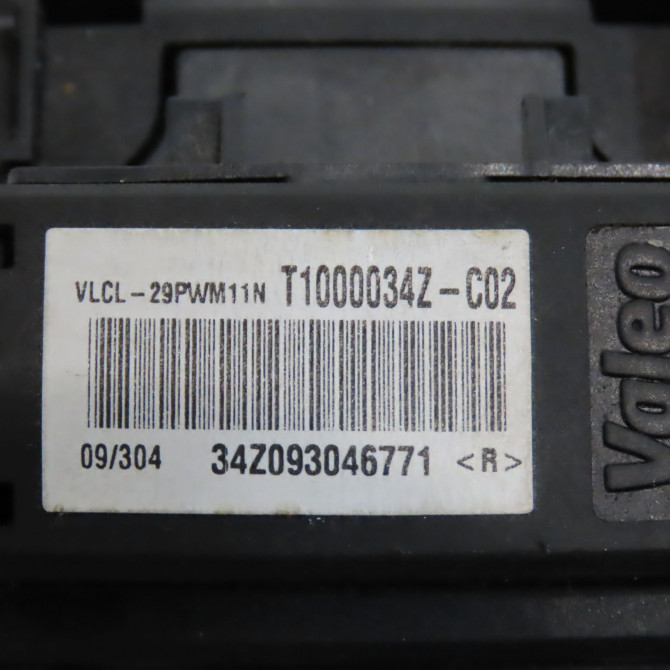 VLCL-29PWM11N T1000034Z-C02
09/304 34Z093046771 <R>
Valeo